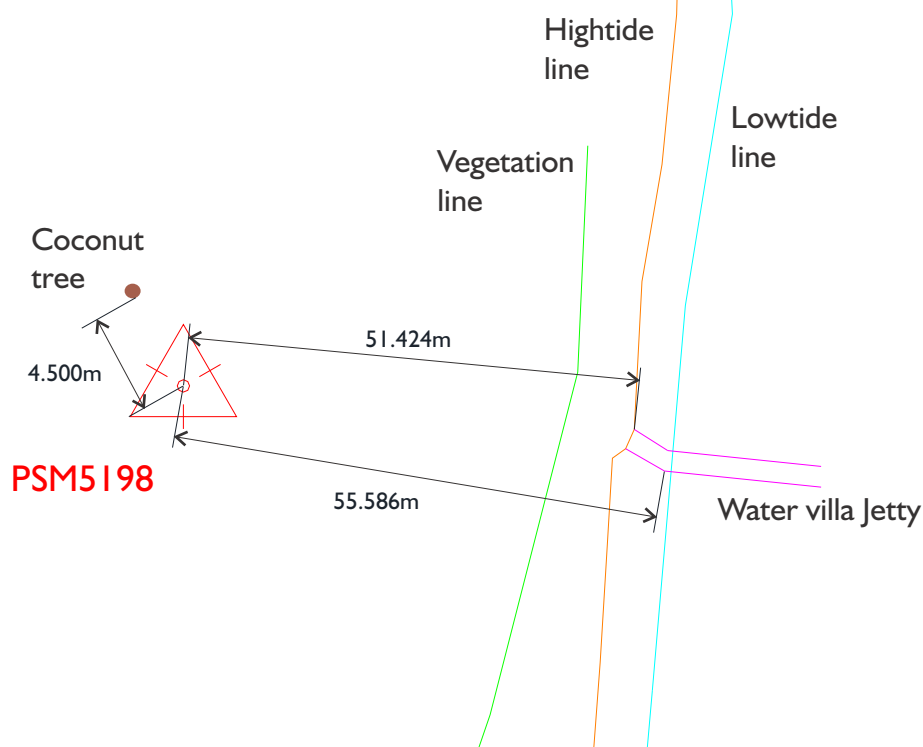 Hightide
line
Lowtide
line
Vegetation
line
Coconut
tree
51.424m
4.500m
PSM5198
55.586m
Water villa Jetty